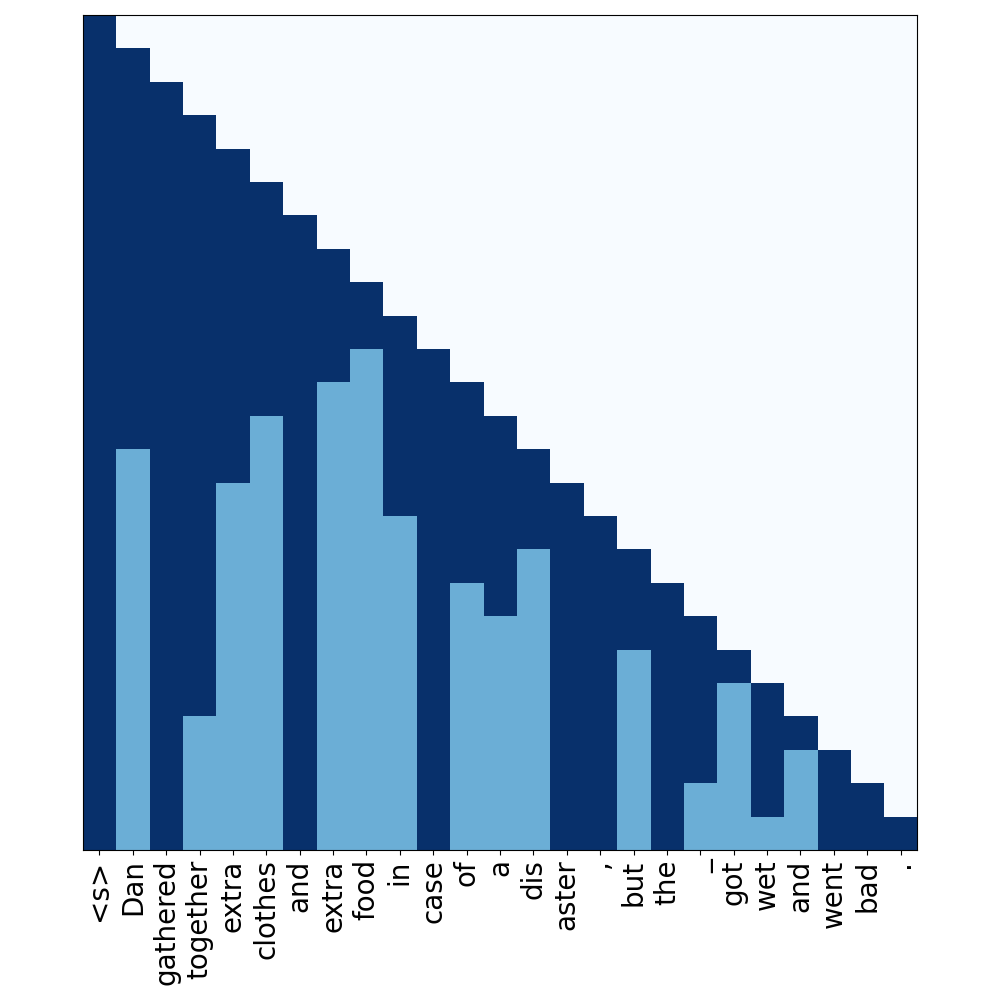 <s> Dan gathered together extra clothes and extra food in case of a dis aster , but the _ got wet and went bad .